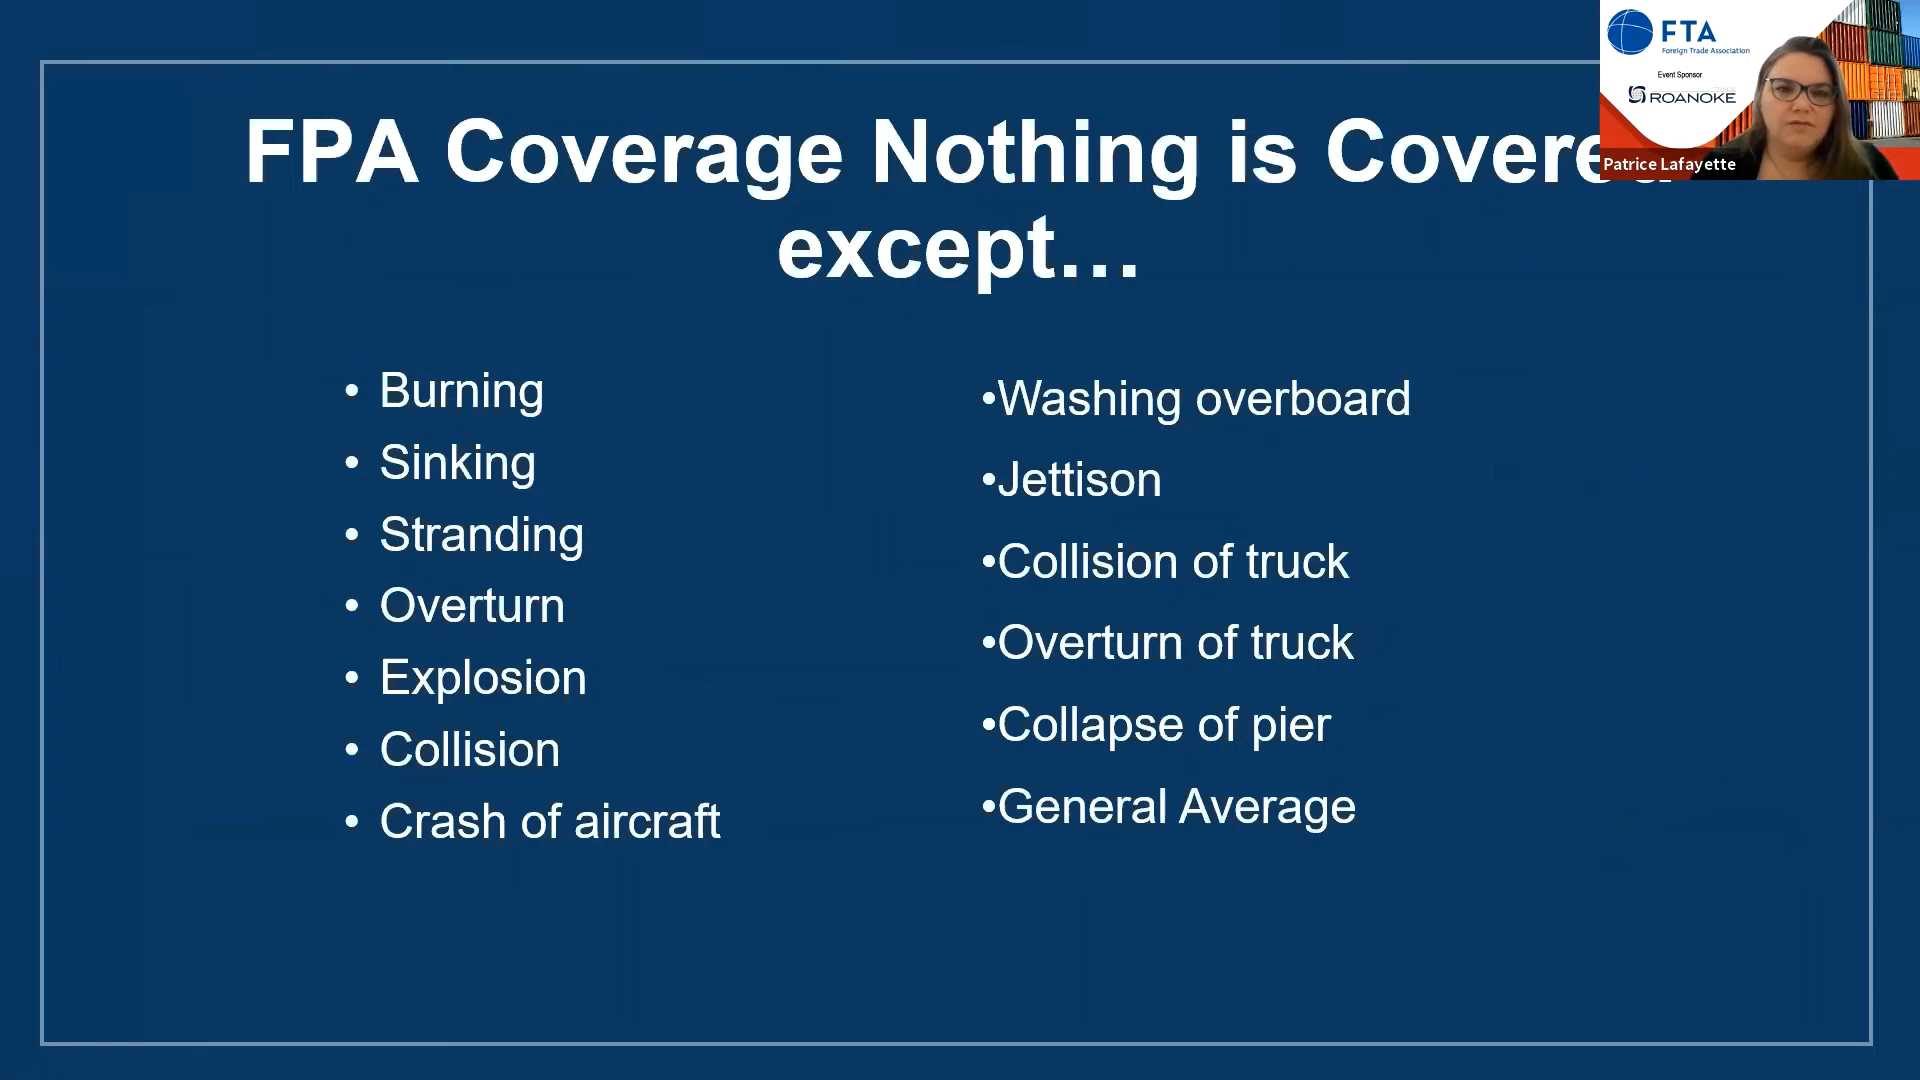 FPA Coverage Nothing is Covered
except…
• Burning
• Sinking
• Stranding
• Overturn
• Explosion
• Collision
• Crash of aircraft
•Washing overboard
•Jettison
•Collision of truck
•Overturn of truck
•Collapse of pier
•General Average
FTA
Foreign Trade Association
Event Sponsor
ROANOKE
Patrice Lafayette